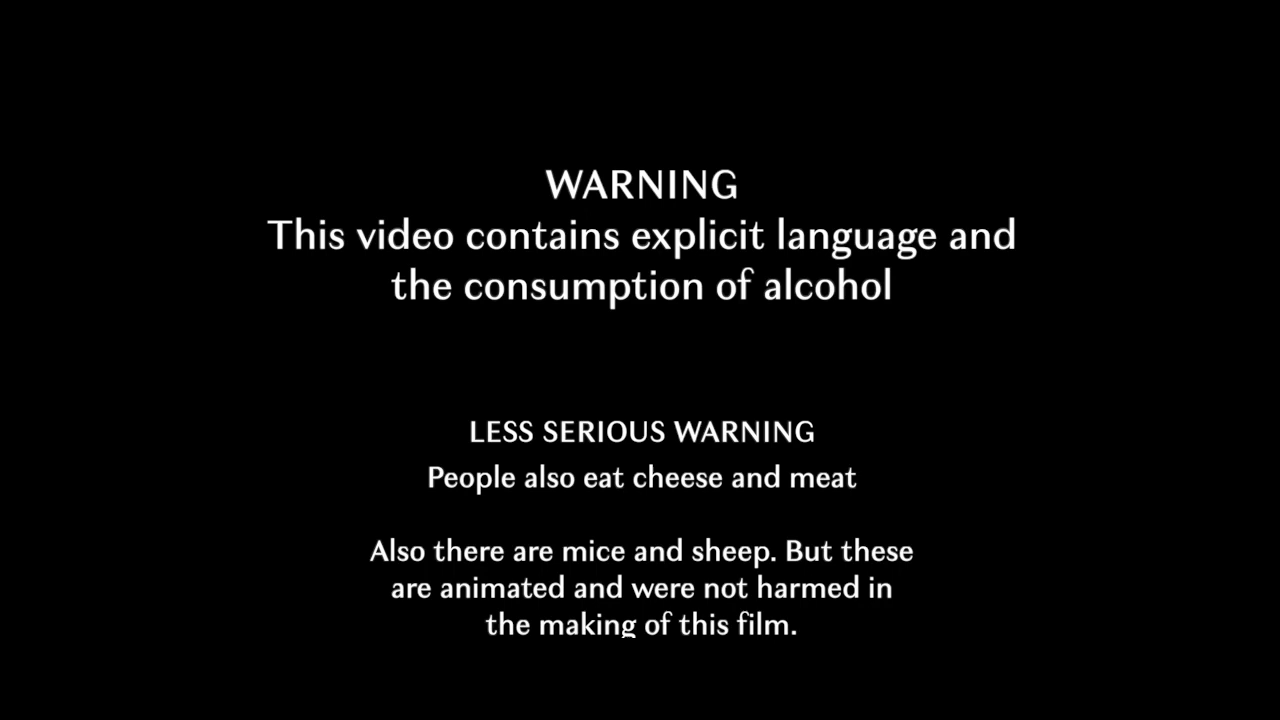 WARNING
This video contains explicit language and
the consumption of alcohol
LESS SERIOUS WARNING
People also eat cheese and meat
Also there are mice and sheep. But these
are animated and were not harmed in
the making of this film.